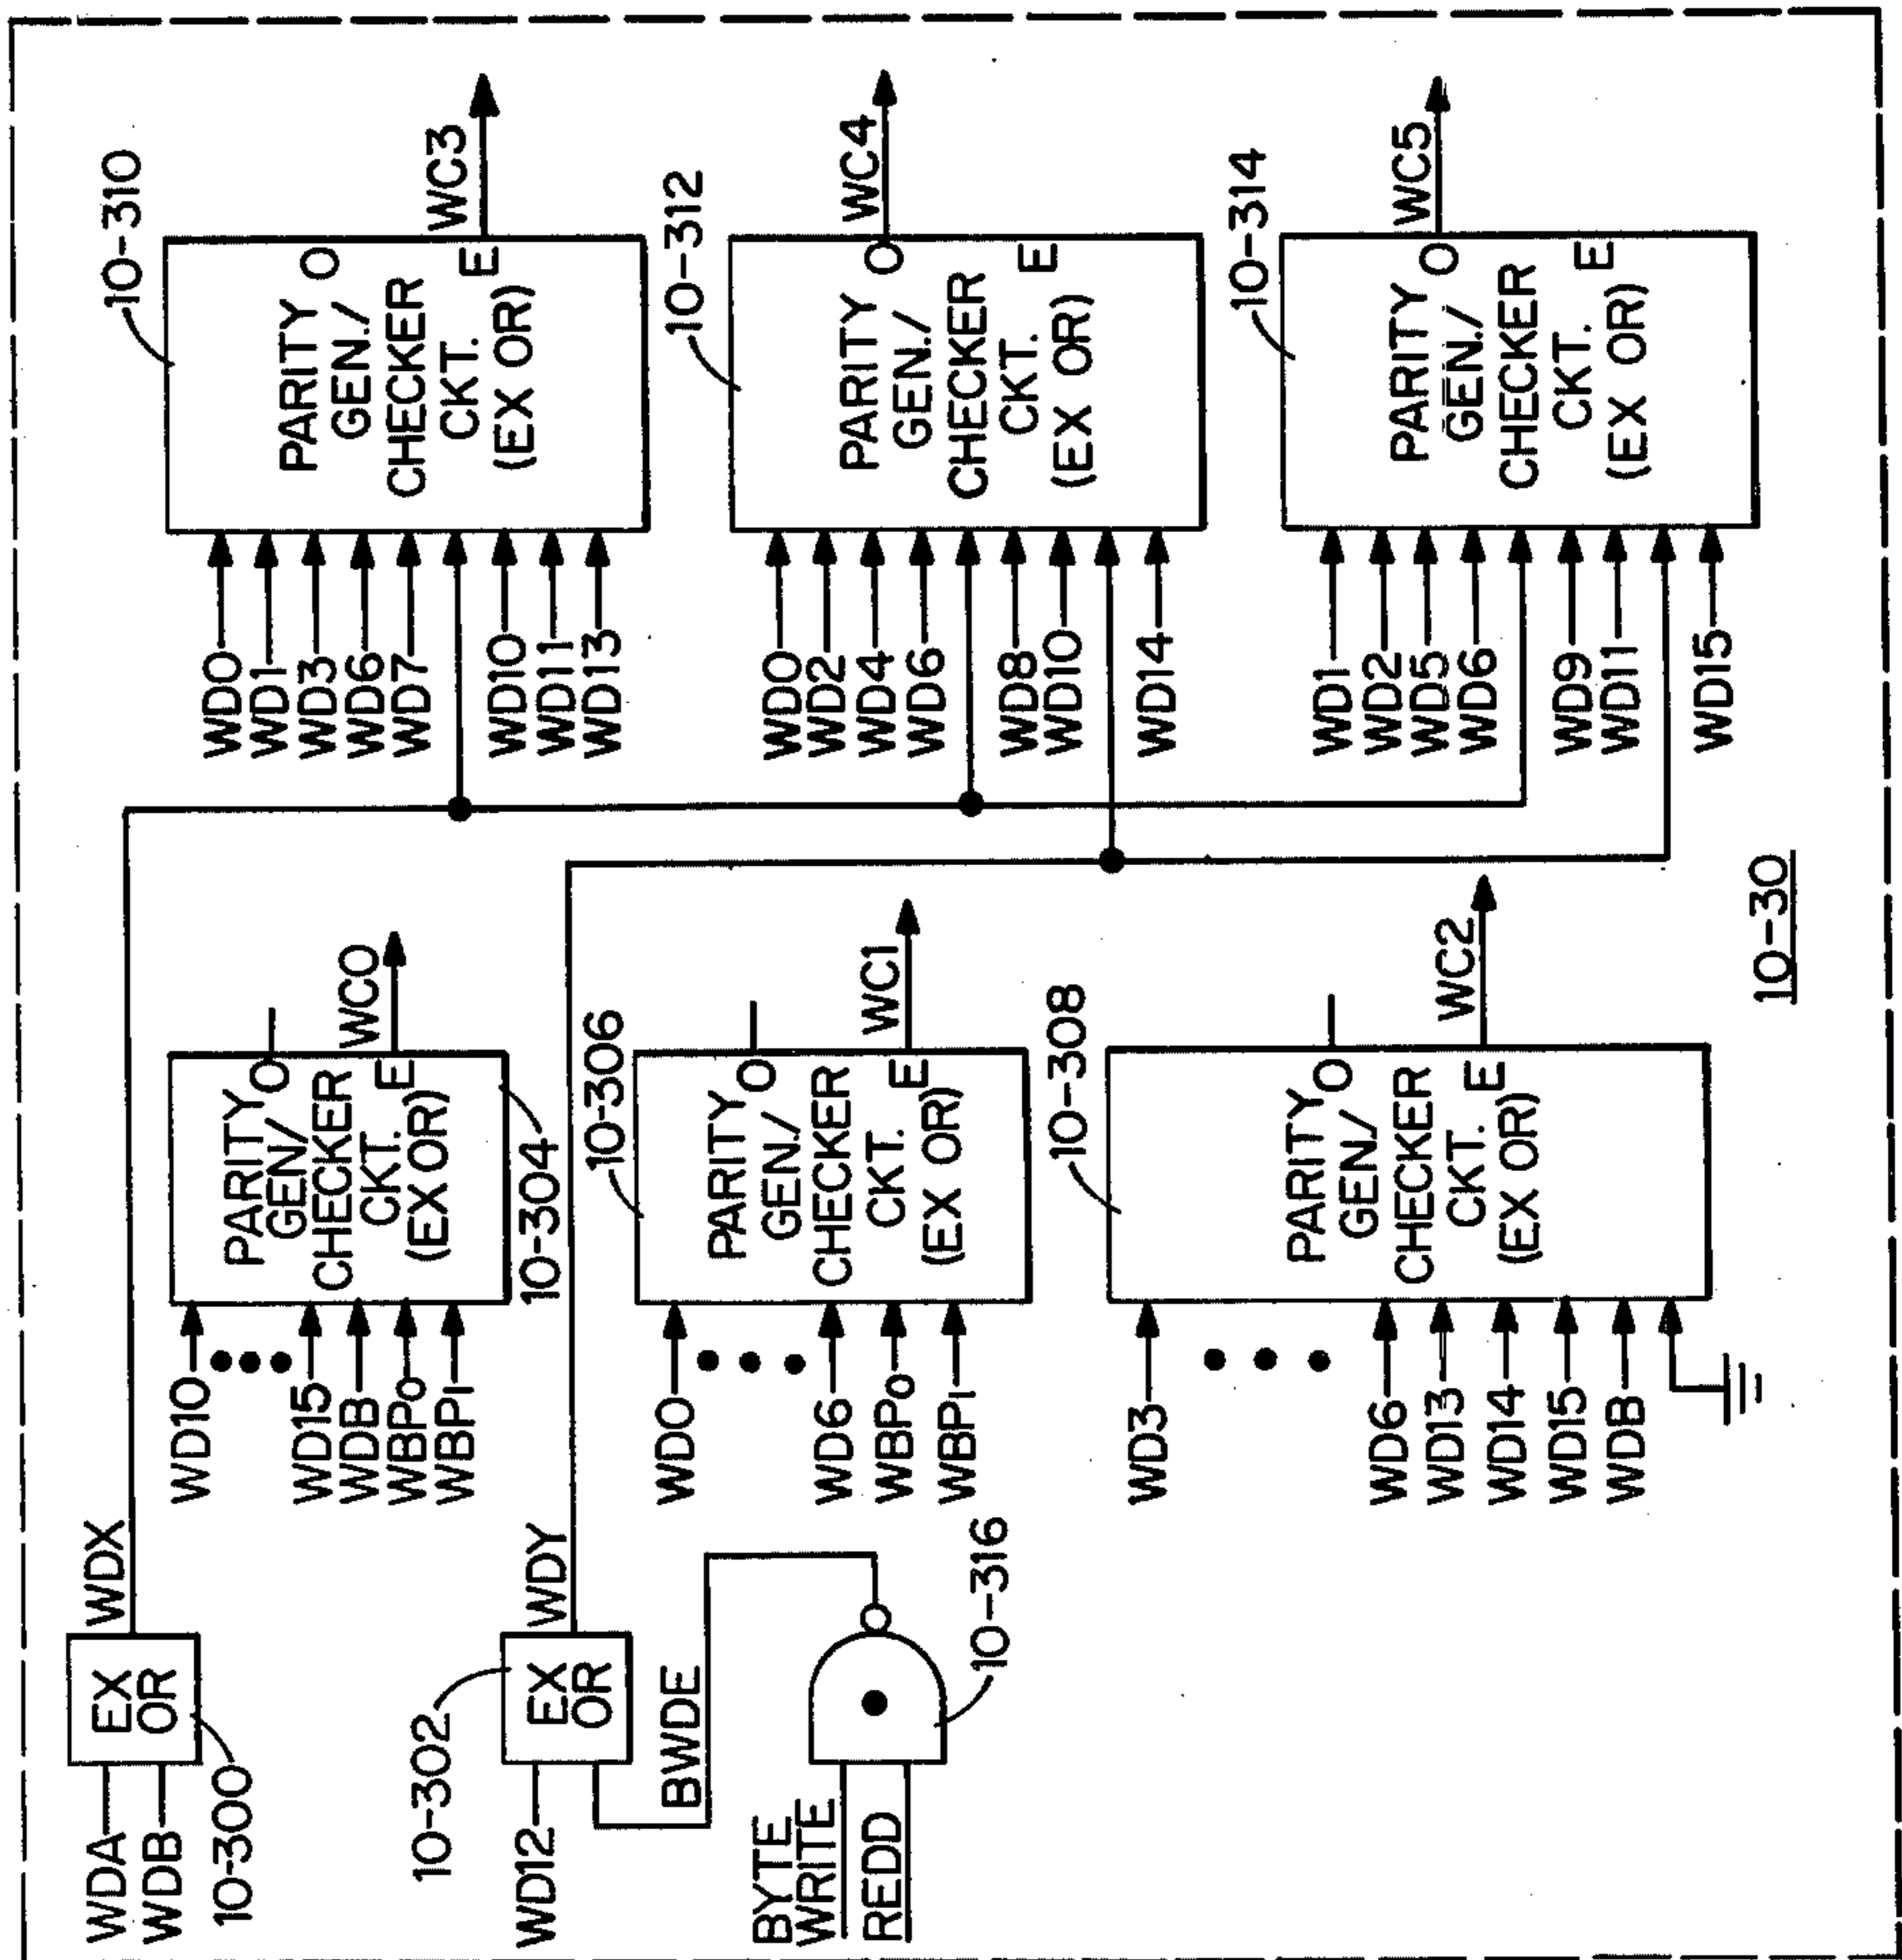 WDA
WDB
EX
OR
WDX
10-300
10-302
WD12
EX
OR
WDY
BWDE
BYTE
WRITE
REDD
10-316
WD10
WD15
WDB
WBP0
WBP1
PARITY
GEN/
CHECKER
CKT.
(EX OR)
O
E
WC0
10-304
WD0
WD6
WBP0
WBP1
PARITY
GEN./
CHECKER
CKT.
(EX OR)
O
E
WC1
10-306
WD3
WD6
WD13
WD14
WD15
WDB
PARITY
GEN/
CHECKER
CKT.
(EX OR)
O
E
WC2
10-308
WD0
WD1
WD3
WD6
WD7
WD10
WD11
WD13
PARITY
GEN./
CHECKER
CKT.
(EX OR)
O
E
WC3
10-310
WD0
WD2
WD4
WD6
WD8
WD10
WD14
PARITY
GEN./
CHECKER
CKT.
(EX OR)
O
E
WC4
10-312
WD1
WD2
WD5
WD6
WD9
WD11
WD15
PARITY
GEN./
CHECKER
CKT.
(EX OR)
O
E
WC5
10-314
10-30